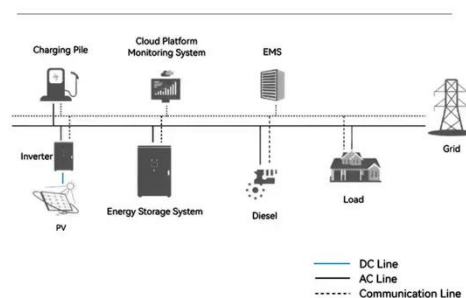 Charging Pile
Cloud Platform
Monitoring System
EMS
Grid
Inverter
PV
Energy Storage System
Diesel
Load
DC Line
AC Line
Communication Line